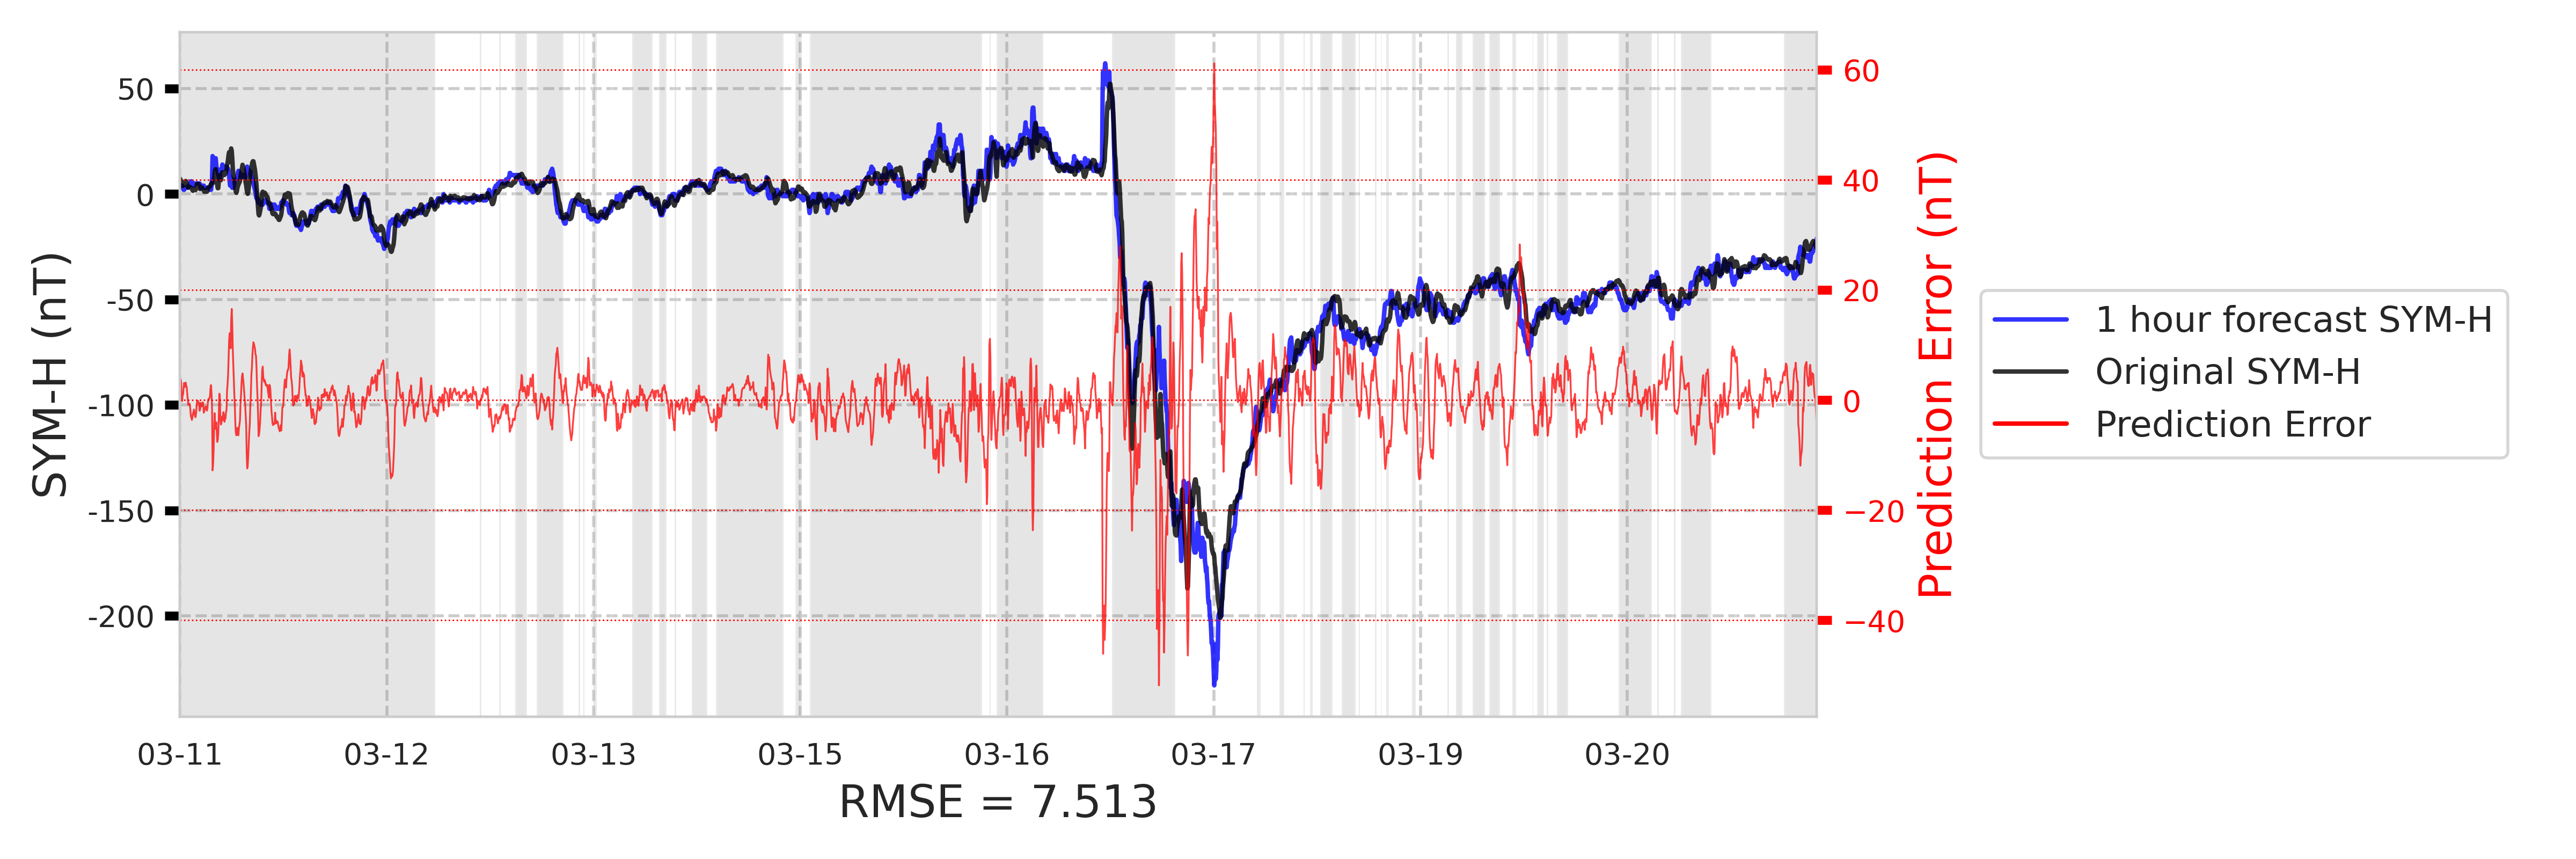 SYM-H (nT)
50
0
-50
-100
-150
-200
60
40
20
0
−20
−40
Prediction Error (nT)
1 hour forecast SYM-H
Original SYM-H
Prediction Error
03-11 03-12 03-13 03-15 03-16 03-17 03-19 03-20
RMSE = 7.513